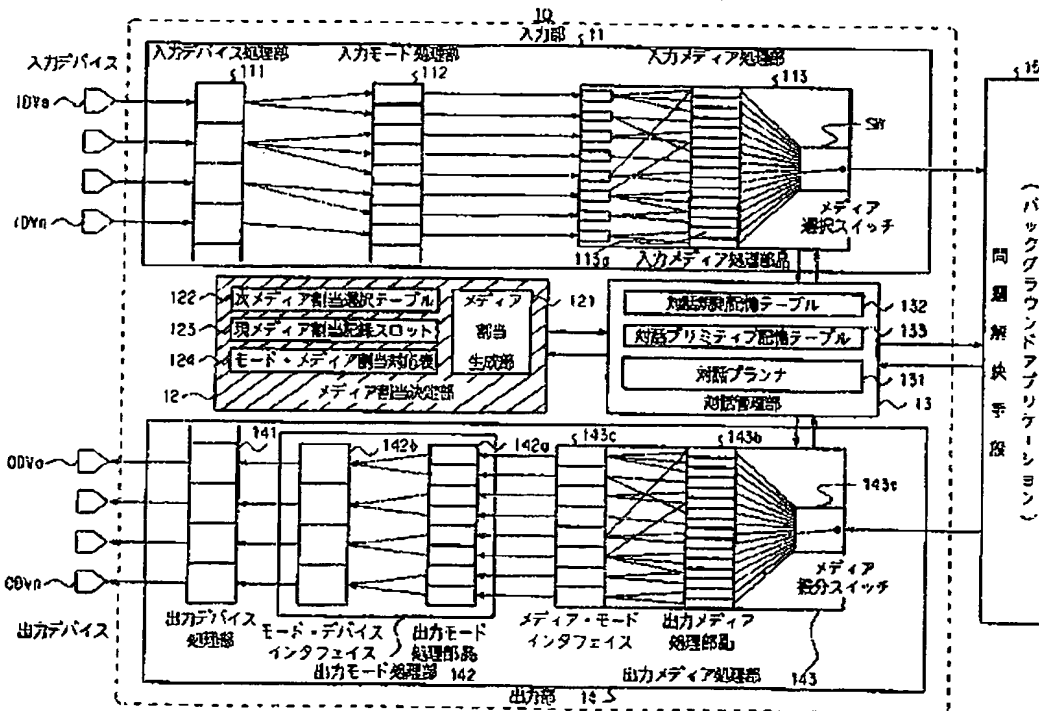 10
入力部 11
入力デバイス
入力デバイス処理部
111
入力モード処理部
112
入力メディア処理部
113
15
IDVa
IDVn
SW
メディア
選択スイッチ
113a
入力メディア処理部品
問題解決手段
(バックグラウンドアプリケーション)
122
次メディア割当選択テーブル
123
現メディア割当記録スロット
124
モード・メディア割当対応表
メディア
割当
生成部
121
12
メディア割当決定部
132
133
対話プリミティブ記憶テーブル
対話プランナ
131
対話管理部
13
141
142b
142a
143c
143b
ODVa
ODVn
メディア
振分スイッチ
出力デバイス
出力デバイス
処理部
モード・デバイス
インタフェイス
出力モード
処理部品
メディア・モード
インタフェイス
出力メディア
処理部品
出力モード処理部 142
出力メディア処理部
143
出力部 14